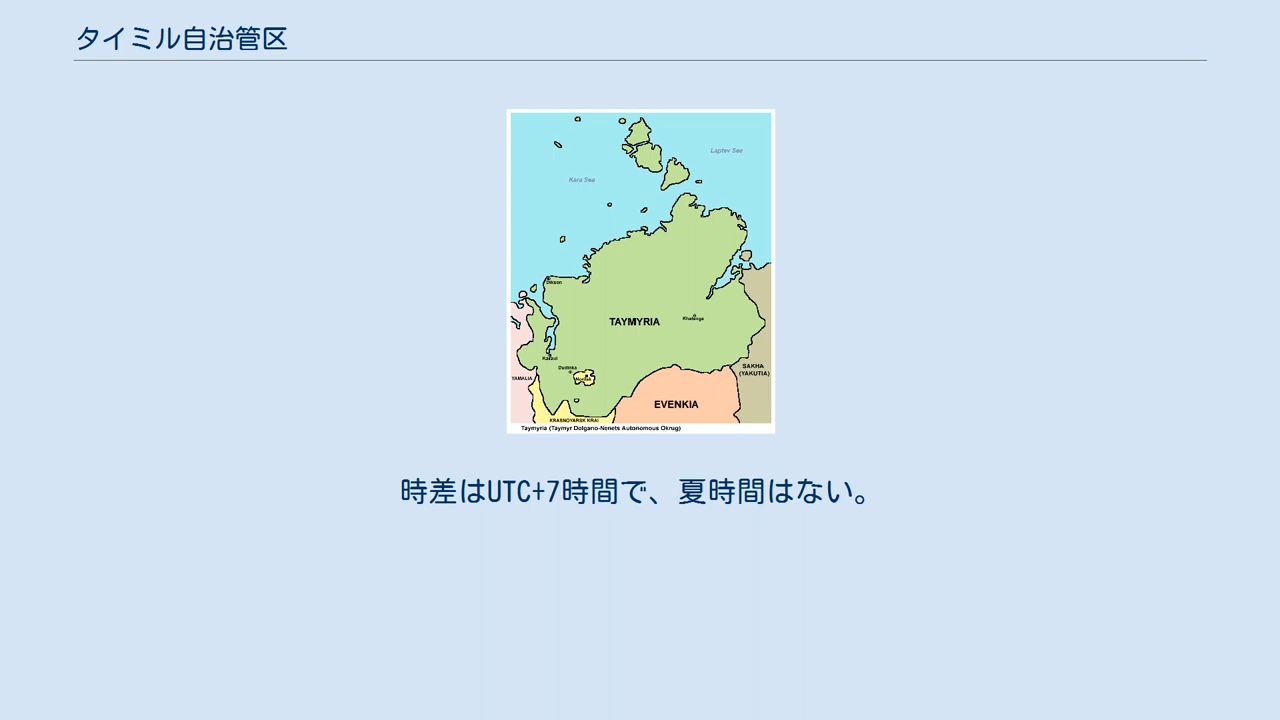 タイミル自治管区
Laptev Sea
Kara Sea
Dikson
TAYMYRIA
Khatanga
Karaul
Dudinka
Norilsk
YAMALIA
SAKHA
(YAKUTIA)
EVENKIA
KRASNOYARSK KRAI
Taymyria (Taymyr Dolgano-Nenets Autonomous Okrug)
時差はUTC+7時間で、夏時間はない。